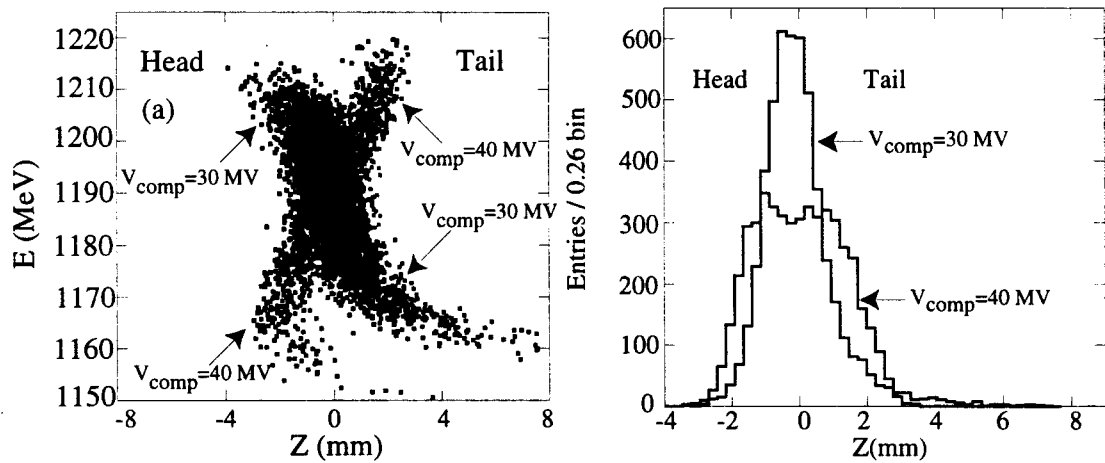 1220
Head
Tail
1210
(a)
1200
V_comp=40 MV
V_comp=30 MV
1190
V_comp=30 MV
1180
1170
1160
V_comp=40 MV
1150
-8
-4
0
4
8
Z (mm)
E (MeV)
600
Head
Tail
500
V_comp=30 MV
400
300
200
V_comp=40 MV
100
0
-4
-2
0
2
4
6
8
Z(mm)
Entries / 0.26 bin